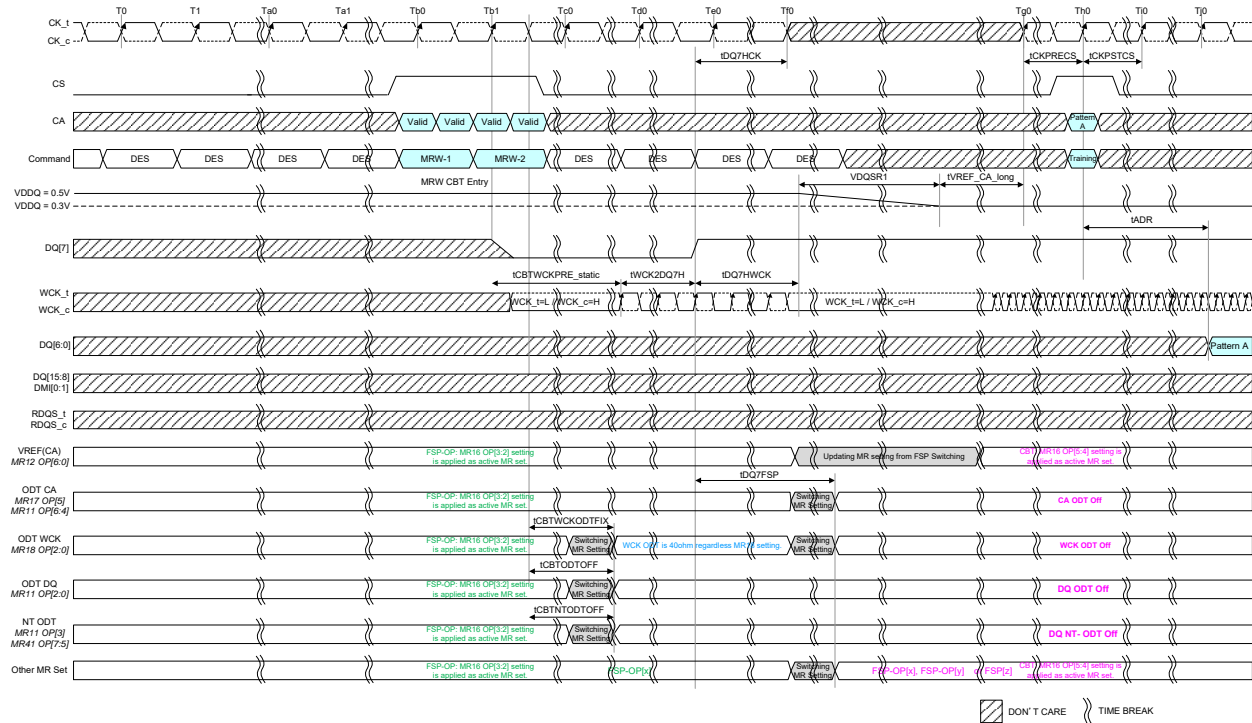 T0 T1 Ta0 Ta1 Tb0 Tb1 Tc0 Td0 Te0 Tf0 Tg0 Th0 Ti0 Tj0
CK_t
CK_c
tDQ7HCK tCKPRECS tCKPSTCS
CS
CA Valid Valid Valid Valid Pattern
A
Command DES DES DES DES MRW-1 MRW-2 DES DES DES DES Training
MRW CBT Entry VDQSR1 tVREF_CA_long
VDDQ = 0.5V
VDDQ = 0.3V
tADR
DQ[7]
tCBTWCKPRE_static tWCK2DQ7H tDQ7HWCK
WCK_t
WCK_c
WCK_t=L / WCK_c=H WCK_t=L / WCK_c=H
DQ[6:0] Pattern A
DQ[15:8]
DMI[0:1]
RDQS_t
RDQS_c
VREF(CA)
MR12 OP[6:0]
FSP-OP: MR16 OP[3:2] setting
is applied as active MR set.
Updating MR setting from FSP Switching
CBT: MR16 OP[5:4] setting is
applied as active MR set.
tDQ7FSP
ODT CA
MR17 OP[5]
MR11 OP[6:4]
FSP-OP: MR16 OP[3:2] setting
is applied as active MR set.
Switching
MR Setting
CA ODT Off
tCBTWCKODTFIX
ODT WCK
MR18 OP[2:0]
FSP-OP: MR16 OP[3:2] setting
is applied as active MR set.
Switching
MR Setting
WCK ODT is 40ohm regardless MR18 setting.
Switching
MR Setting
WCK ODT Off
tCBTODTOFF
ODT DQ
MR11 OP[2:0]
FSP-OP: MR16 OP[3:2] setting
is applied as active MR set.
Switching
MR Setting
DQ ODT Off
tCBTNTODTOFF
NT ODT
MR11 OP[3]
MR41 OP[7:5]
FSP-OP: MR16 OP[3:2] setting
is applied as active MR set.
Switching
MR Setting
DQ NT- ODT Off
Other MR Set
FSP-OP: MR16 OP[3:2] setting
is applied as active MR set.
FSP-OP[x]
Switching
MR Setting
FSP-OP[x], FSP-OP[y] or FSP[z]
CBT: MR16 OP[5:4] setting is
applied as active MR set.
DON'T CARE TIME BREAK